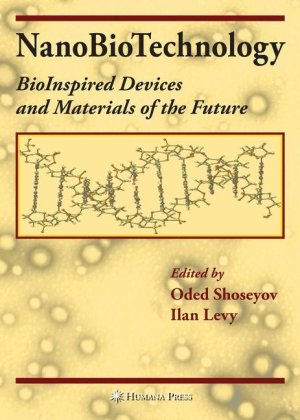 NanoBioTechnology
BioInspired Devices
and Materials of the Future
Edited by
Oded Shoseyov
Ilan Levy
Humana Press